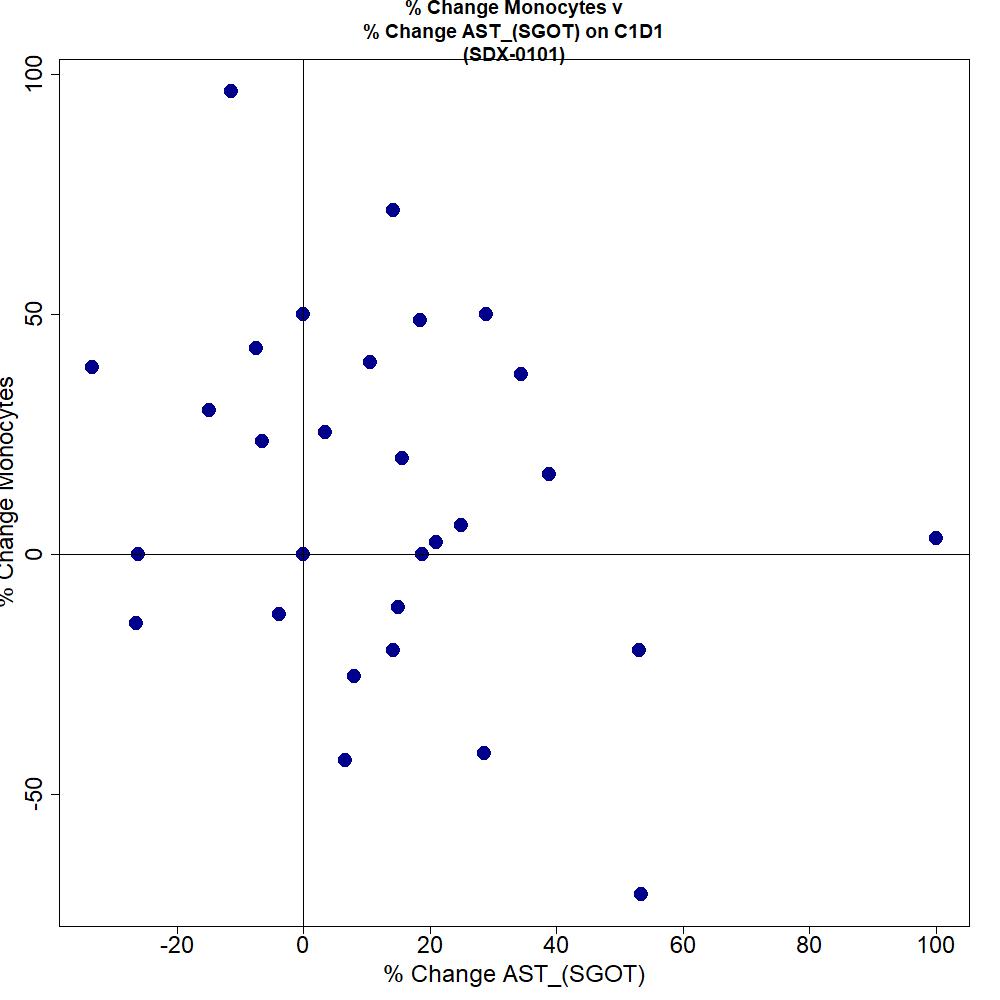 % Change Monocytes v
% Change AST_(SGOT) on C1D1
(SDX-0101)
% Change Monocytes
100
50
0
-50
-20 0 20 40 60 80 100
% Change AST_(SGOT)